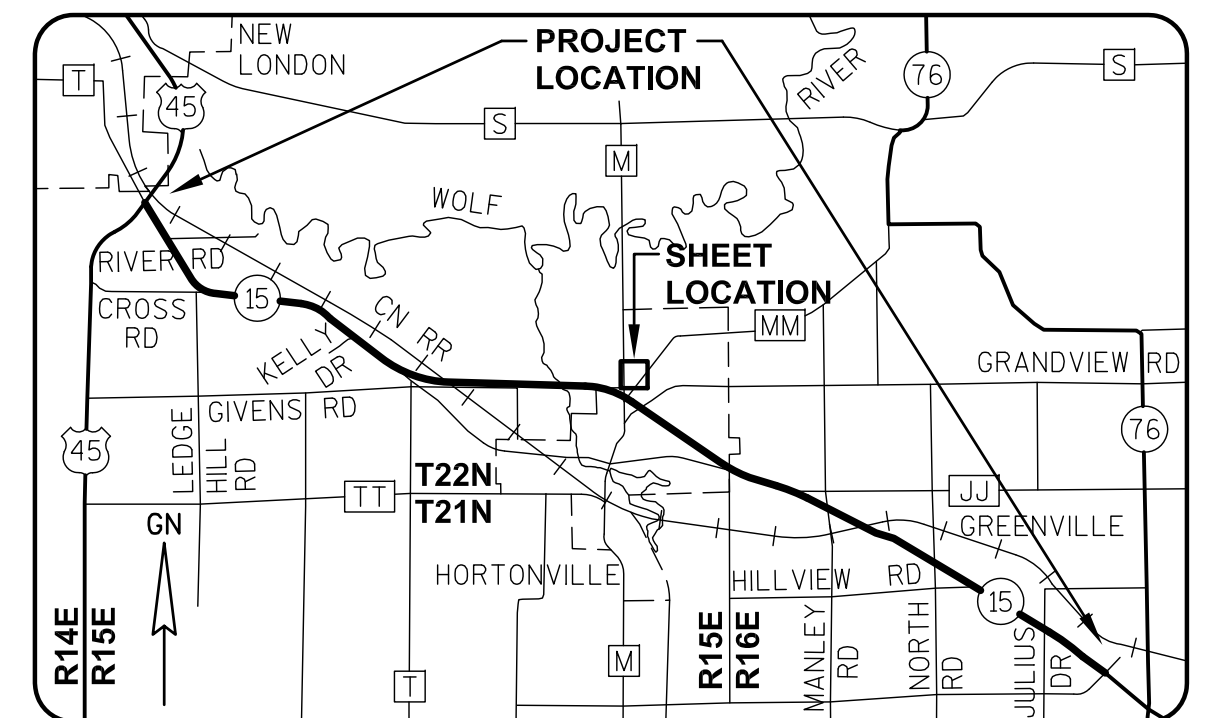 NEW
LONDON
PROJECT
LOCATION
RIVER
76
S
T
45
S
M
WOLF
SHEET
LOCATION
RIVER RD
15
CROSS
RD
KELLY
DR
CN RR
MM
GRANDVIEW RD
GIVENS RD
LEDGE
HILL
RD
45
76
T22N
T21N
TT
JJ
GN
GREENVILLE
HORTONVILLE
HILLVIEW RD
15
R14E
R15E
R15E
R16E
MANLEY
RD
NORTH
RD
JULIUS
DR
M
T